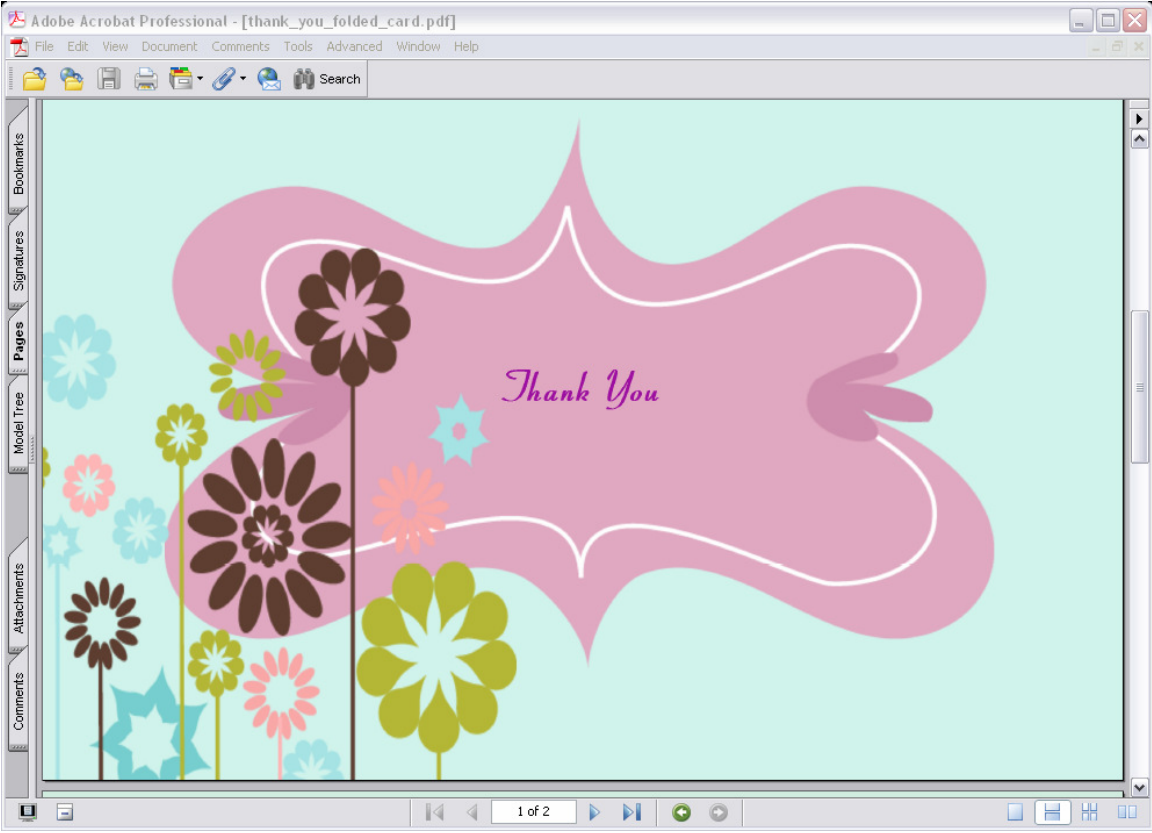 Adobe Acrobat Professional - [thank_you_folded_card.pdf]
File Edit View Document Comments Tools Advanced Window Help
Search
Bookmarks
Signatures
Pages
Model Tree
Attachments
Comments
Thank You
1 of 2